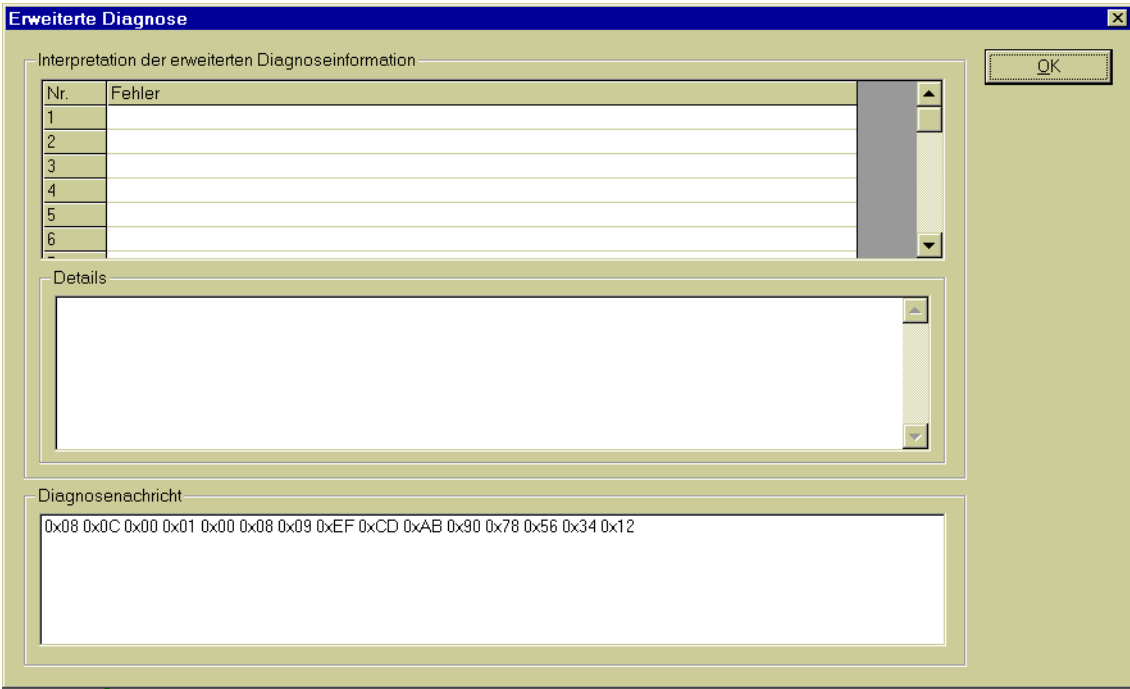 Erweiterte Diagnose
Interpretation der erweiterten Diagnoseinformation
OK
Nr. Fehler
1
2
3
4
5
6
Details
Diagnosenachricht
0x08 0x0C 0x00 0x01 0x00 0x08 0x09 0xEF 0xCD 0xAB 0x90 0x78 0x56 0x34 0x12